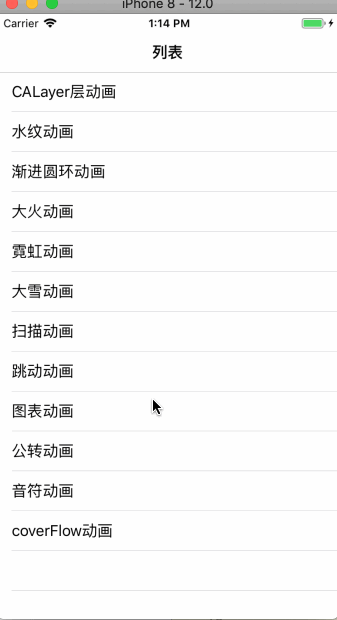 iPhone 8 - 12.0
Carrier 1:14 PM
列表
CALayer层动画
水纹动画
渐进圆环动画
大火动画
霓虹动画
大雪动画
扫描动画
跳动动画
图表动画
公转动画
音符动画
coverFlow动画